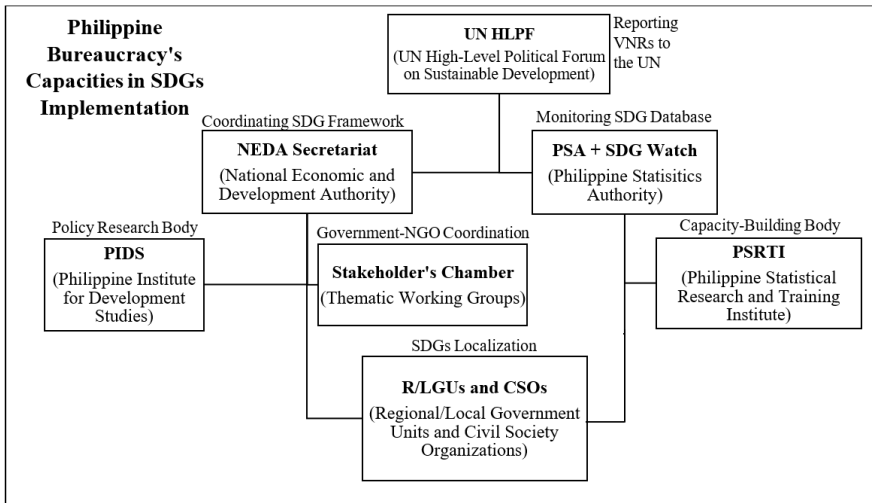 Philippine
Bureaucracy's
Capacities in SDGs
Implementation
UN HLPF
(UN High-Level Political Forum
on Sustainable Development)
Reporting
VNRs to
the UN
Coordinating SDG Framework
NEDA Secretariat
(National Economic and
Development Authority)
Monitoring SDG Database
PSA + SDG Watch
(Philippine Statisitics
Authority)
Policy Research Body
PIDS
(Philippine Institute
for Development
Studies)
Government-NGO Coordination
Stakeholder's Chamber
(Thematic Working Groups)
Capacity-Building Body
PSRTI
(Philippine Statistical
Research and Training
Institute)
SDGs Localization
R/LGUs and CSOs
(Regional/Local Government
Units and Civil Society
Organizations)